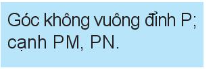 Góc không vuông đỉnh P;
cạnh PM, PN.